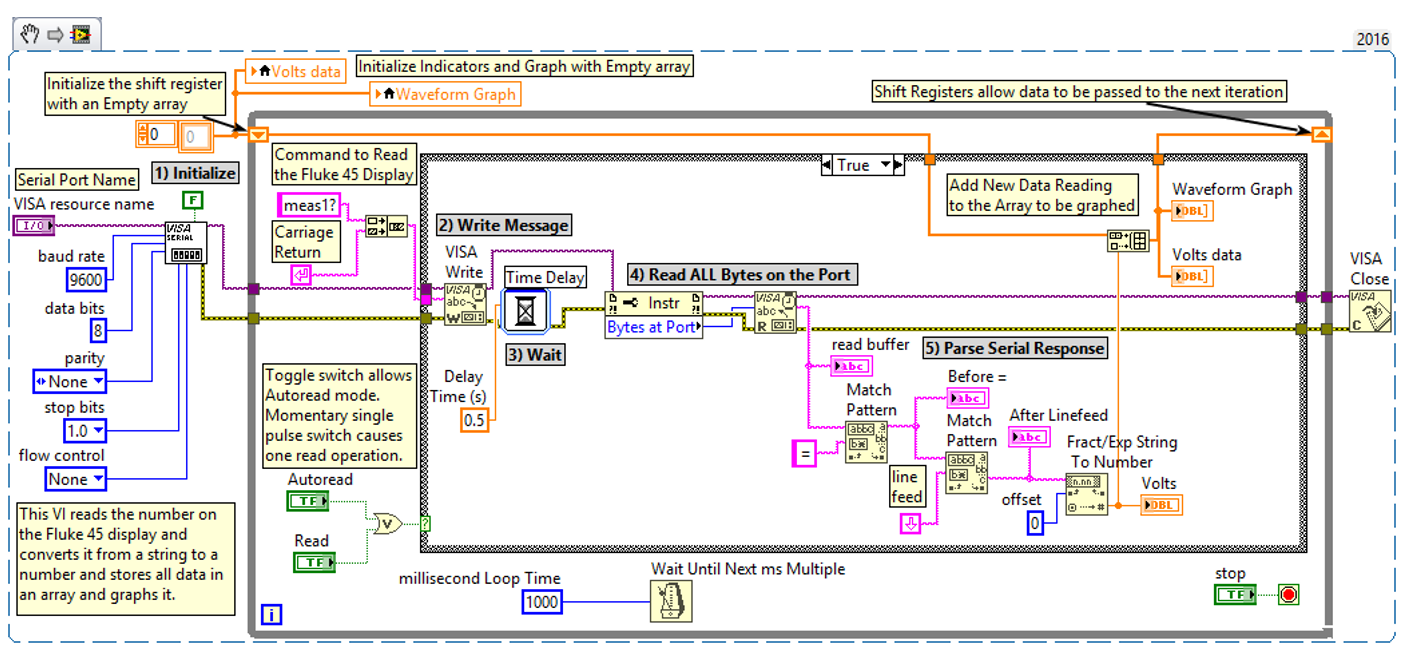 2016
Volts data
Initialize Indicators and Graph with Empty array
Waveform Graph
Initialize the shift register
with an Empty array
Shift Registers allow data to be passed to the next iteration
0
0
Command to Read
the Fluke 45 Display
True
Serial Port Name
1) Initialize
VISA resource name
I/O
F
VISA
SERIAL
meas1?
Carriage
Return
2) Write Message
VISA
Write
Time Delay
4) Read ALL Bytes on the Port
Add New Data Reading
to the Array to be graphed
Waveform Graph
DBL
Volts data
DBL
VISA
Close
VISA
C
baud rate
9600
data bits
8
parity
None
stop bits
1.0
flow control
None
VISA
abc
W
Instr
Bytes at Port
VISA
abc
R
3) Wait
Delay
Time (s)
0.5
read buffer
abc
5) Parse Serial Response
Match
Pattern
=
Before =
abc
Match
Pattern
After Linefeed
abc
line
feed
Fract/Exp String
To Number
n.nn
offset
0
Volts
DBL
Toggle switch allows
Autoread mode.
Momentary single
pulse switch causes
one read operation.
Autoread
TF
Read
TF
V
?
This VI reads the number on
the Fluke 45 display and
converts it from a string to a
number and stores all data in
an array and graphs it.
i
millisecond Loop Time
1000
Wait Until Next ms Multiple
stop
TF